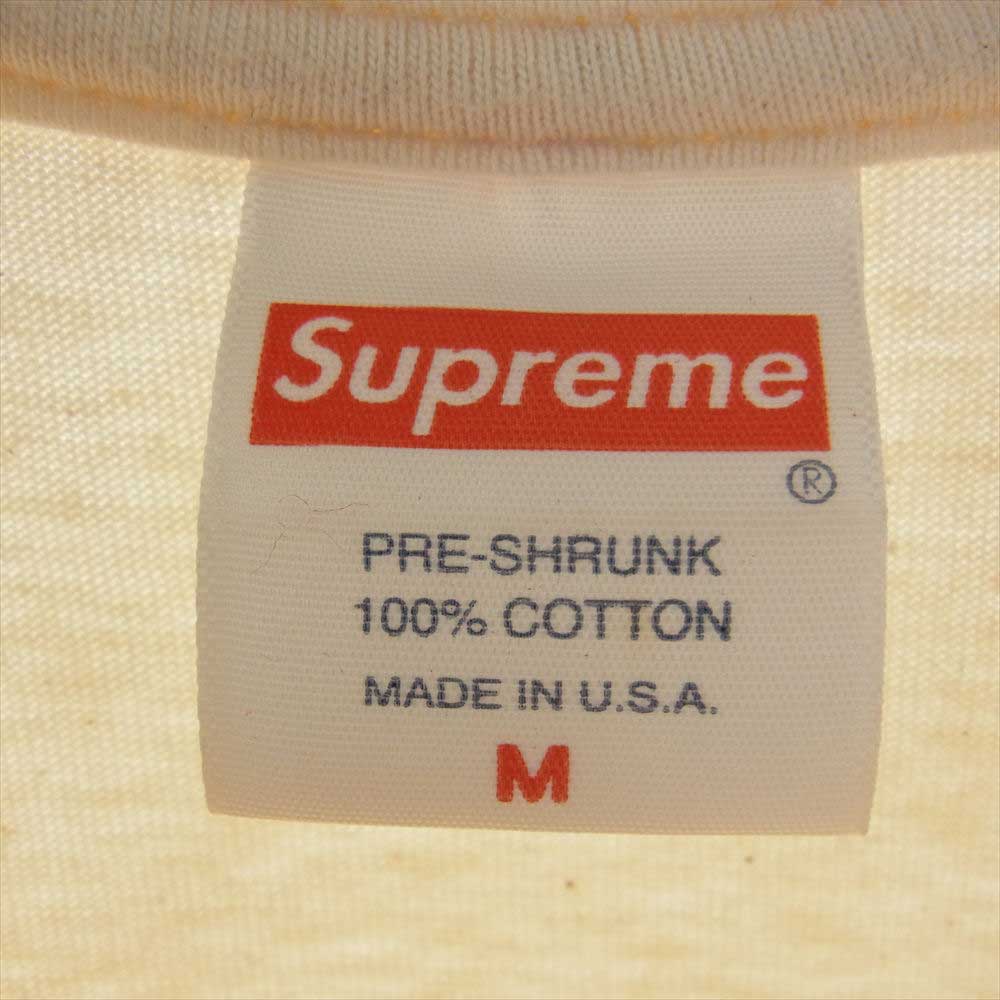 Supreme
®
PRE-SHRUNK
100% COTTON
MADE IN U.S.A.
M